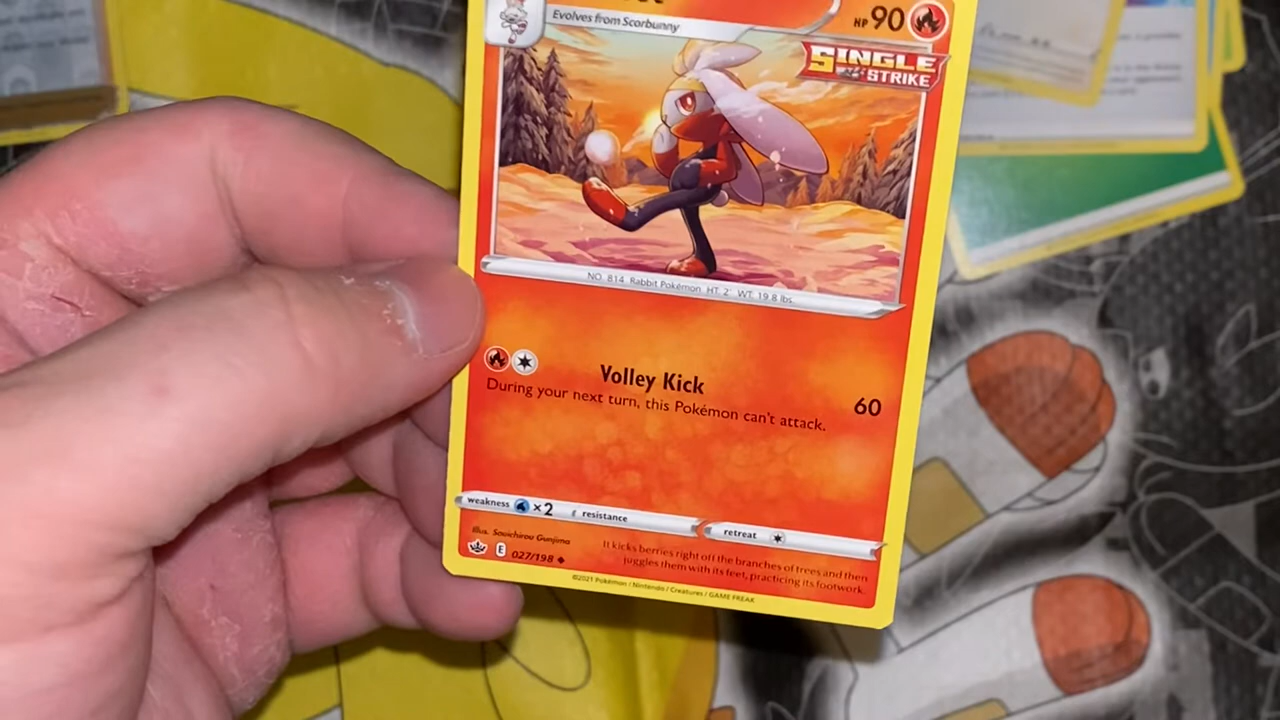 Evolves from Scorbunny
HP 90
SINGLE
STRIKE
NO. 814 Rabbit Pokémon HT: 2' WT: 19.8 lbs.
Volley Kick
60
During your next turn, this Pokémon can't attack.
weakness ×2 resistance retreat
Illus. Souichirou Gunjima
E 027/198
It kicks berries right off the branches of trees and then
juggles them with its feet, practicing its footwork.
©2021 Pokémon / Nintendo / Creatures / GAME FREAK